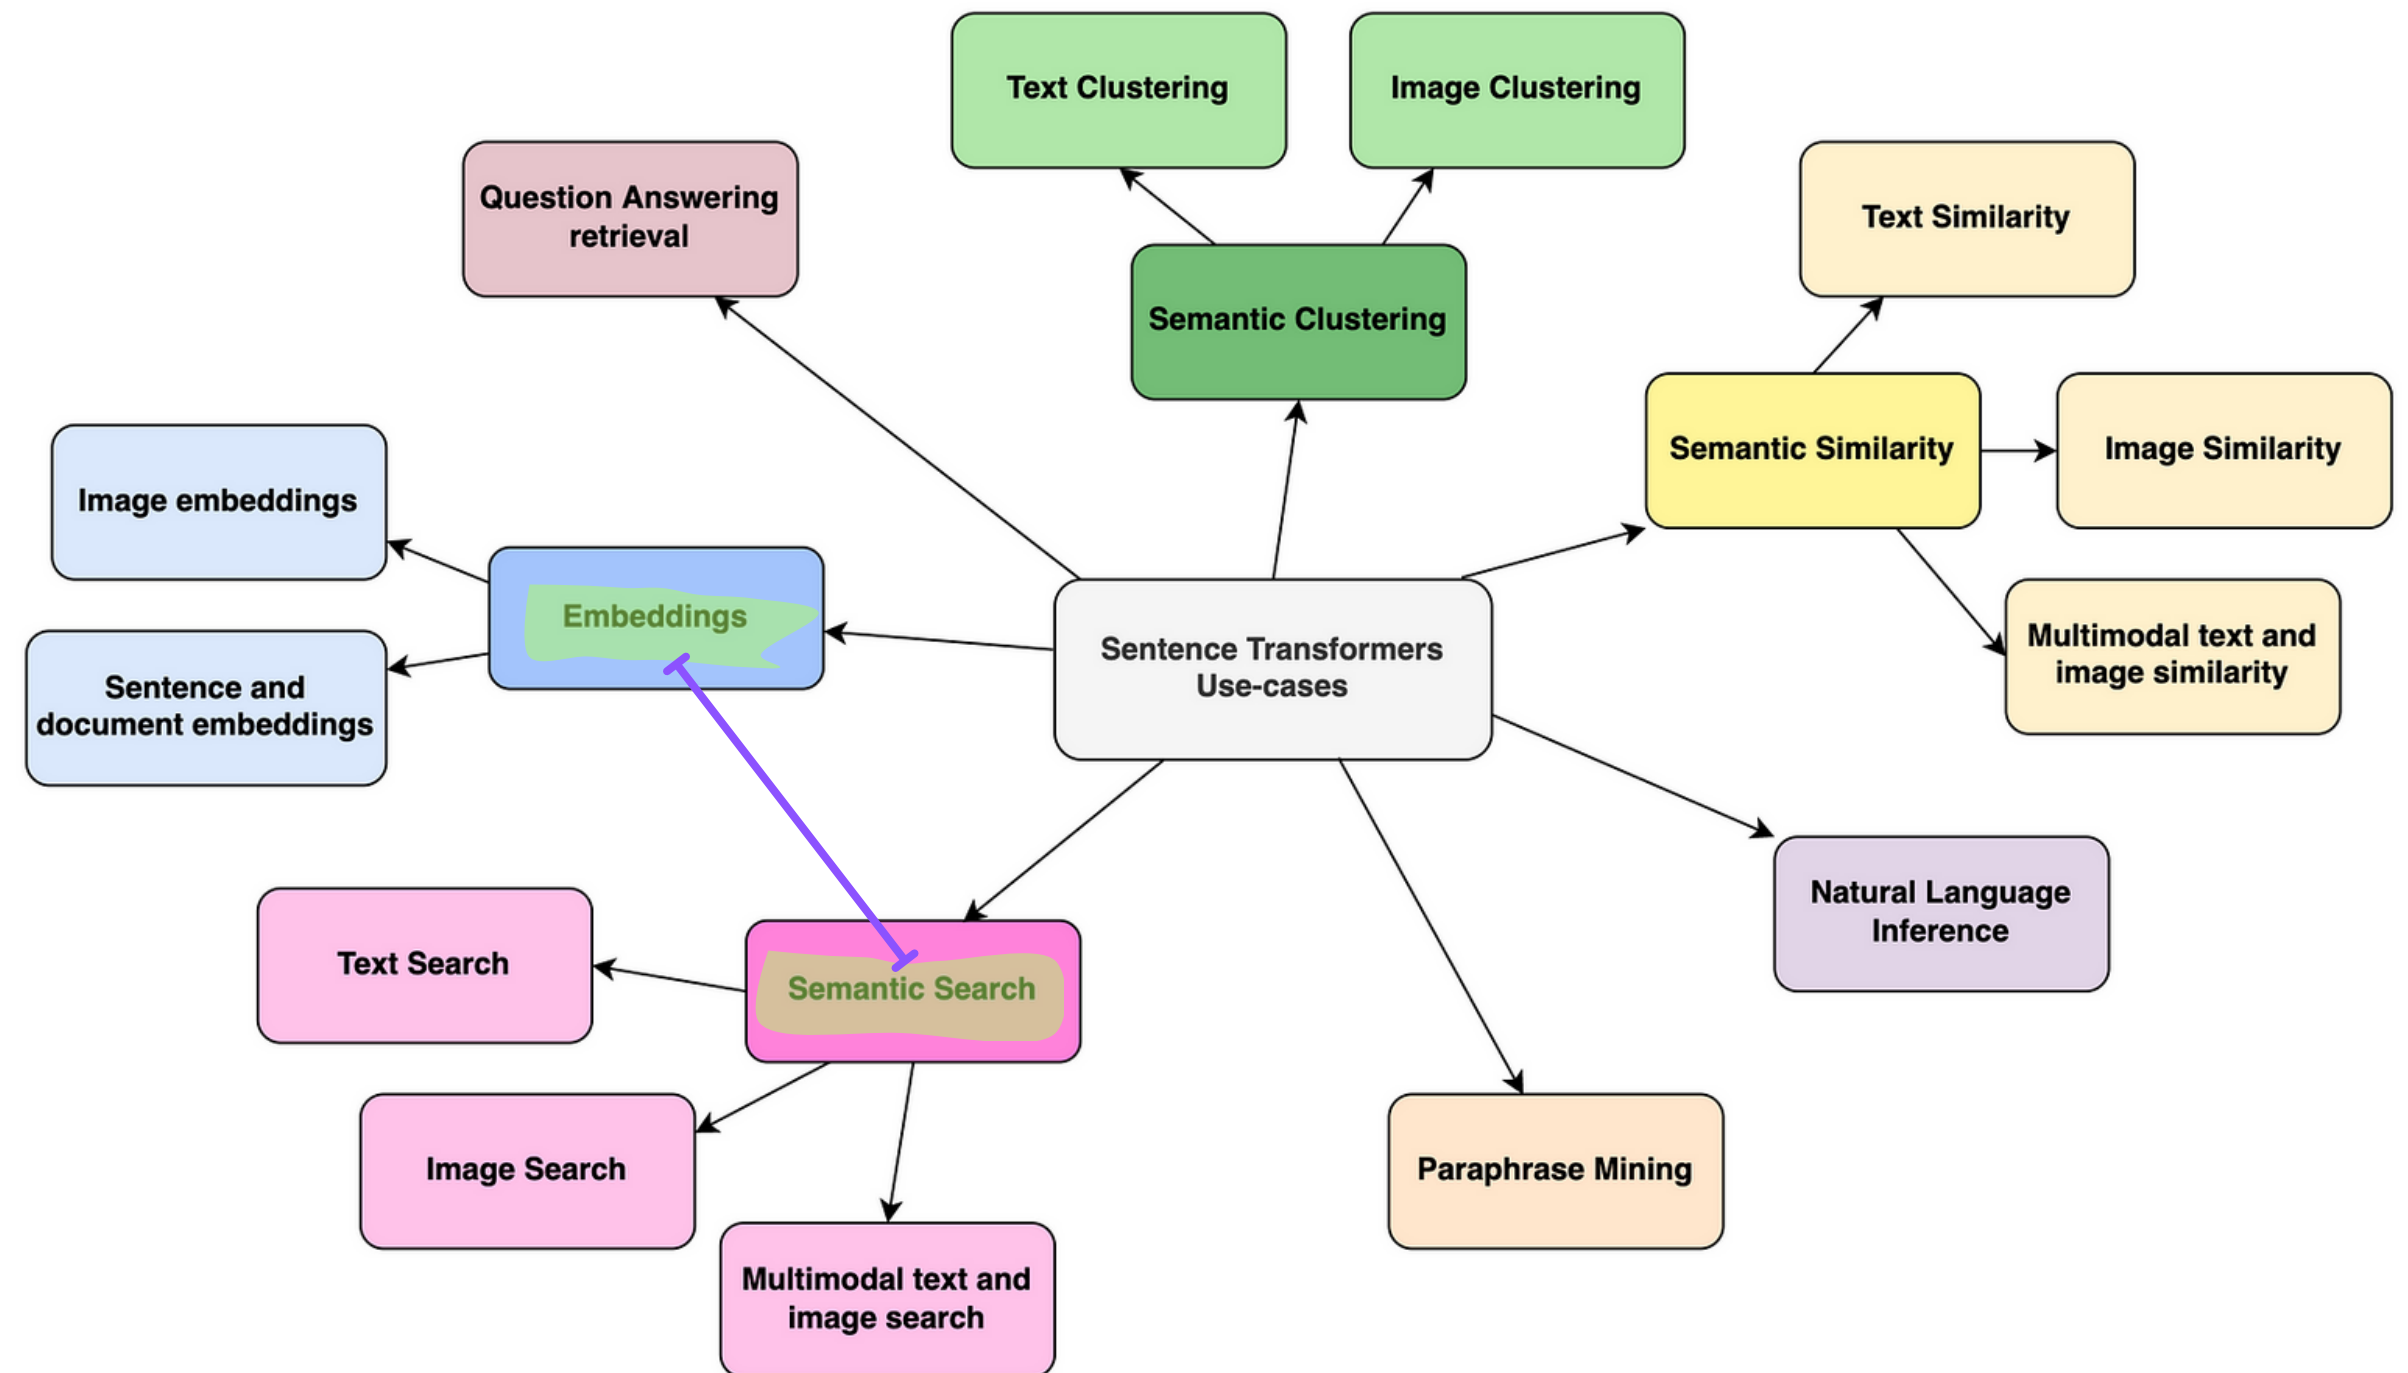 Text Clustering
Image Clustering
Question Answering
retrieval
Text Similarity
Semantic Clustering
Semantic Similarity
Image Similarity
Image embeddings
Embeddings
Sentence Transformers
Use-cases
Multimodal text and
image similarity
Sentence and
document embeddings
Natural Language
Inference
Text Search
Semantic Search
Image Search
Paraphrase Mining
Multimodal text and
image search